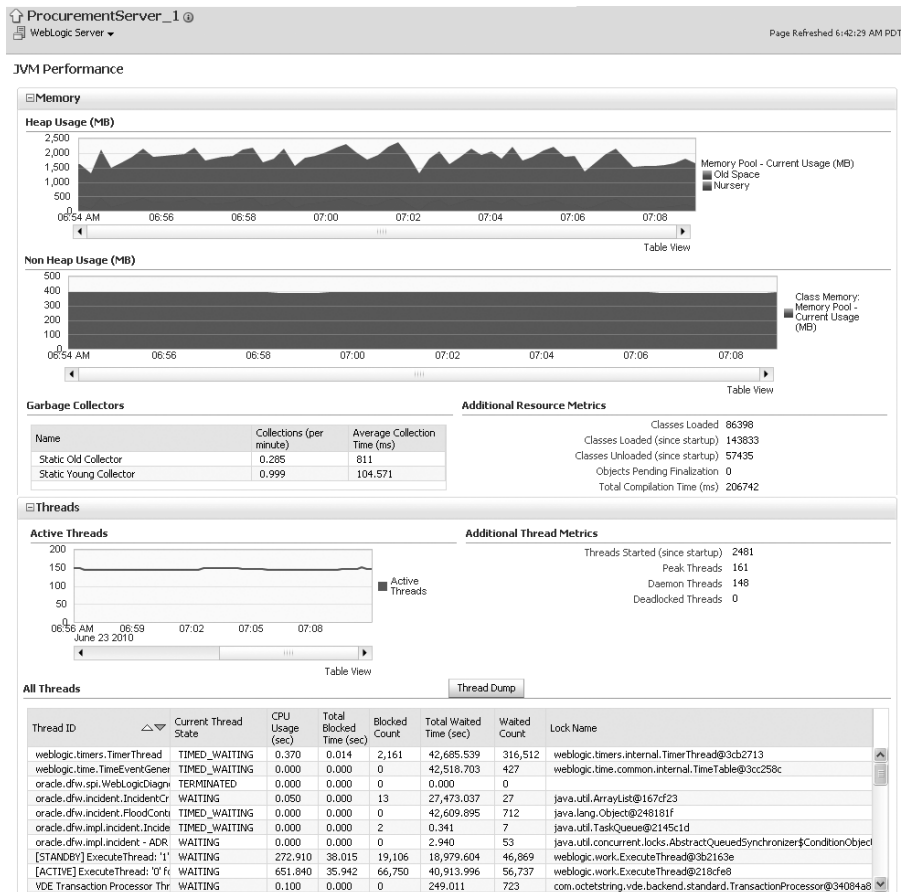 ProcurementServer_1
WebLogic Server
Page Refreshed 6:42:29 AM PDT
JVM Performance
Memory
Heap Usage (MB)
2,500
2,000
1,500
1,000
500
0
06:54 AM 06:56 06:58 07:00 07:02 07:04 07:06 07:08
Memory Pool - Current Usage (MB)
Old Space
Nursery
Table View
Non Heap Usage (MB)
500
400
300
200
100
0
06:54 AM 06:56 06:58 07:00 07:02 07:04 07:06 07:08
Class Memory:
Memory Pool -
Current Usage
(MB)
Table View
Garbage Collectors
Name Collections (per minute) Average Collection Time (ms)
Static Old Collector 0.285 811
Static Young Collector 0.999 104.571
Additional Resource Metrics
Classes Loaded 86398
Classes Loaded (since startup) 143833
Classes Unloaded (since startup) 57435
Objects Pending Finalization 0
Total Compilation Time (ms) 206742
Threads
Active Threads
200
150
100
50
0
06:56 AM 06:59 07:02 07:05 07:08
June 23 2010
Active
Threads
Table View
Additional Thread Metrics
Threads Started (since startup) 2481
Peak Threads 161
Daemon Threads 148
Deadlocked Threads 0
All Threads
Thread Dump
Thread ID Current Thread State CPU Usage (sec) Total Blocked Time (sec) Blocked Count Total Waited Time (sec) Waited Count Lock Name
weblogic.timers.TimerThread TIMED_WAITING 0.370 0.014 2,161 42,685.539 316,512 weblogic.timers.internal.TimerThread@3cb2713
weblogic.time.TimeEventGener TIMED_WAITING 0.000 0.000 0 42,518.703 427 weblogic.time.common.internal.TimeTable@3cc258c
oracle.dfw.spi.WebLogicDiagn TERMINATED 0.000 0.000 0 0.000 0
oracle.dfw.incident.IncidentCr WAITING 0.050 0.000 13 27,473.037 27 java.util.ArrayList@167cf23
oracle.dfw.incident.FloodContr TIMED_WAITING 0.000 0.000 0 42,609.895 712 java.lang.Object@248181f
oracle.dfw.impl.incident.Incide TIMED_WAITING 0.000 0.000 2 0.341 7 java.util.TaskQueue@2145c1d
oracle.dfw.impl.incident - ADR WAITING 0.000 0.000 0 2.940 53 java.util.concurrent.locks.AbstractQueuedSynchronizer$ConditionObject
[STANDBY] ExecuteThread: '1' WAITING 272.910 38.015 19,106 18,979.604 46,869 weblogic.work.ExecuteThread@3b2163e
[ACTIVE] ExecuteThread: '0' fo WAITING 651.840 35.942 66,750 40,913.996 56,737 weblogic.work.ExecuteThread@218cfe8
VDE Transaction Processor Thr WAITING 0.100 0.000 0 249.011 723 com.octetstring.vde.backend.standard.TransactionProcessor@34084a8